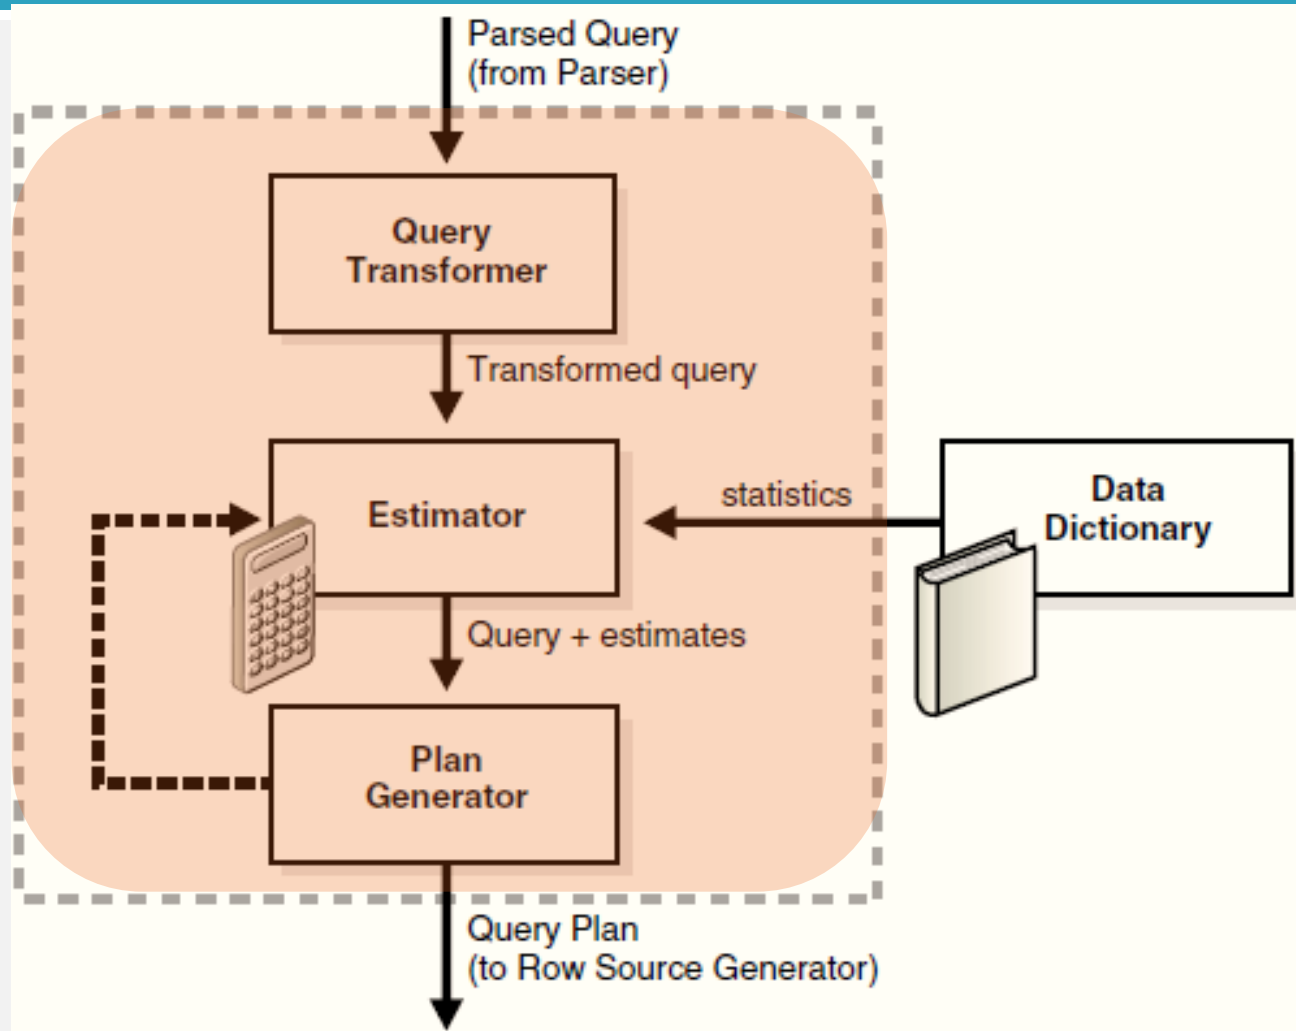 Parsed Query
(from Parser)
Query
Transformer
Transformed query
Estimator
statistics
Data
Dictionary
Query + estimates
Plan
Generator
Query Plan
(to Row Source Generator)